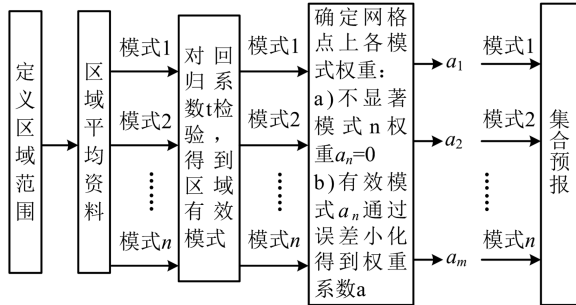 定义区域范围
区域平均资料
模式1
模式2
模式n
对回
归系
数t检
验，
得到
区域
有效
模式
模式1
模式2
模式n
确定网格
点上各模
式权重：
a)不显著
模式n权
重aₙ=0
b)有效模
式aₙ通过
误差小化
得到权重
系数a
a₁
a₂
aₘ
模式1
模式2
模式n
集合预报